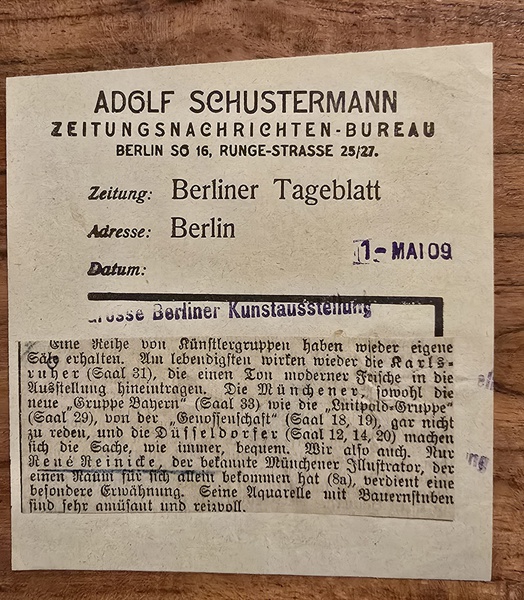 ADOLF SCHUSTERMANN
ZEITUNGSNACHRICHTEN-BUREAU
BERLIN SO 16, RUNGE-STRASSE 25/27.
Zeitung: Berliner Tageblatt
Adresse: Berlin
1- MAI 09
Datum:
Grosse Berliner Kunstausstellung
Eine Reihe von Künstlergruppen haben wieder eigene
Säle erhalten. Am lebendigsten wirken wieder die Karls-
ruher (Saal 31), die einen Ton moderner Frische in die
Ausstellung hineintragen. Die Münchener, sowohl die
neue „Gruppe Bayern“ (Saal 33) wie die „Luitpold-Gruppe“
(Saal 29), von der „Genossenschaft“ (Saal 18, 19), gar nicht
zu reden, und die Düsseldorfer (Saal 12, 14, 20) machen
sich die Sache, wie immer, bequem. Wir also auch. Nur
René Reinicke, der bekannte Münchener Illustrator, der
einen Raum für sich allein bekommen hat (8a), verdient eine
besondere Erwähnung. Seine Aquarelle mit Bauernstuben
sind sehr amüsant und reizvoll.